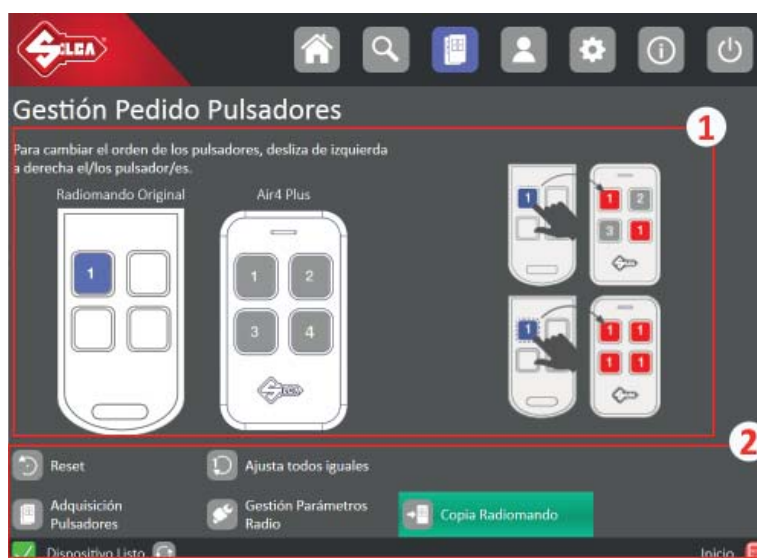 SILCA
Gestión Pedido Pulsadores
1
Para cambiar el orden de los pulsadores, desliza de izquierda
a derecha el/los pulsador/es.
Radiomando Original
Air4 Plus
1
1 2
3 4
1
1 2
3 1
1
1 1
1 1
2
Reset
Ajusta todos iguales
Adquisición
Pulsadores
Gestión Parámetros
Radio
Copia Radiomando
Dispositivo Listo
Inicio